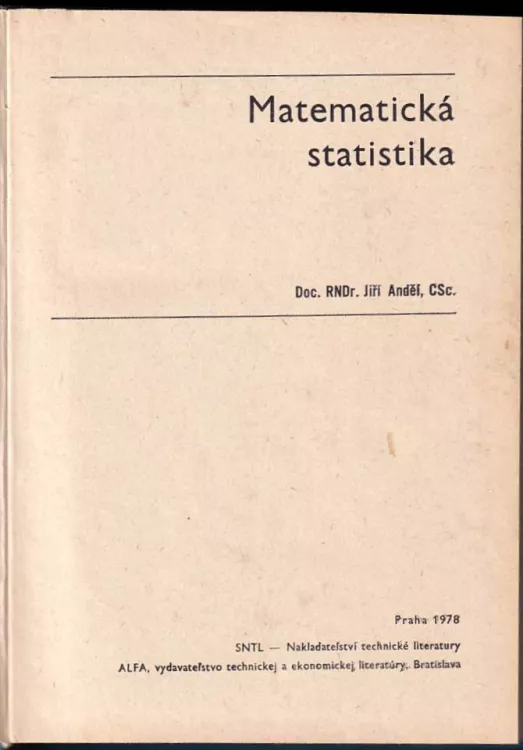 Matematická
statistika
Doc. RNDr. Jiří Anděl, CSc.
Praha 1978
SNTL — Nakladatelství technické literatury
ALFA, vydavateľstvo technickej a ekonomickej literatúry, Bratislava